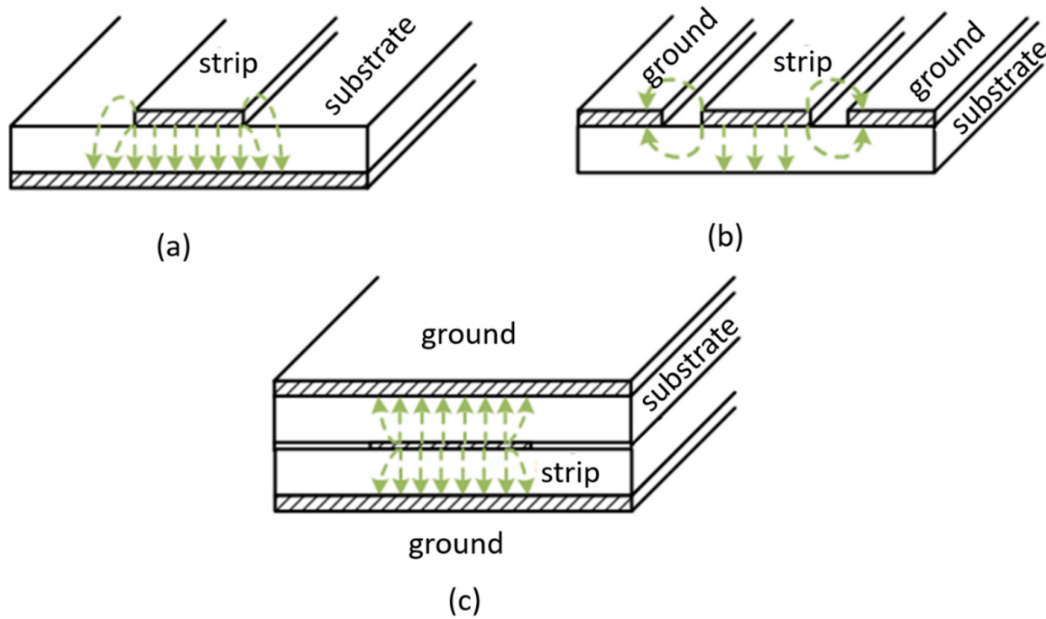 strip
substrate
(a)
ground
strip
ground
substrate
(b)
ground
substrate
strip
ground
(c)